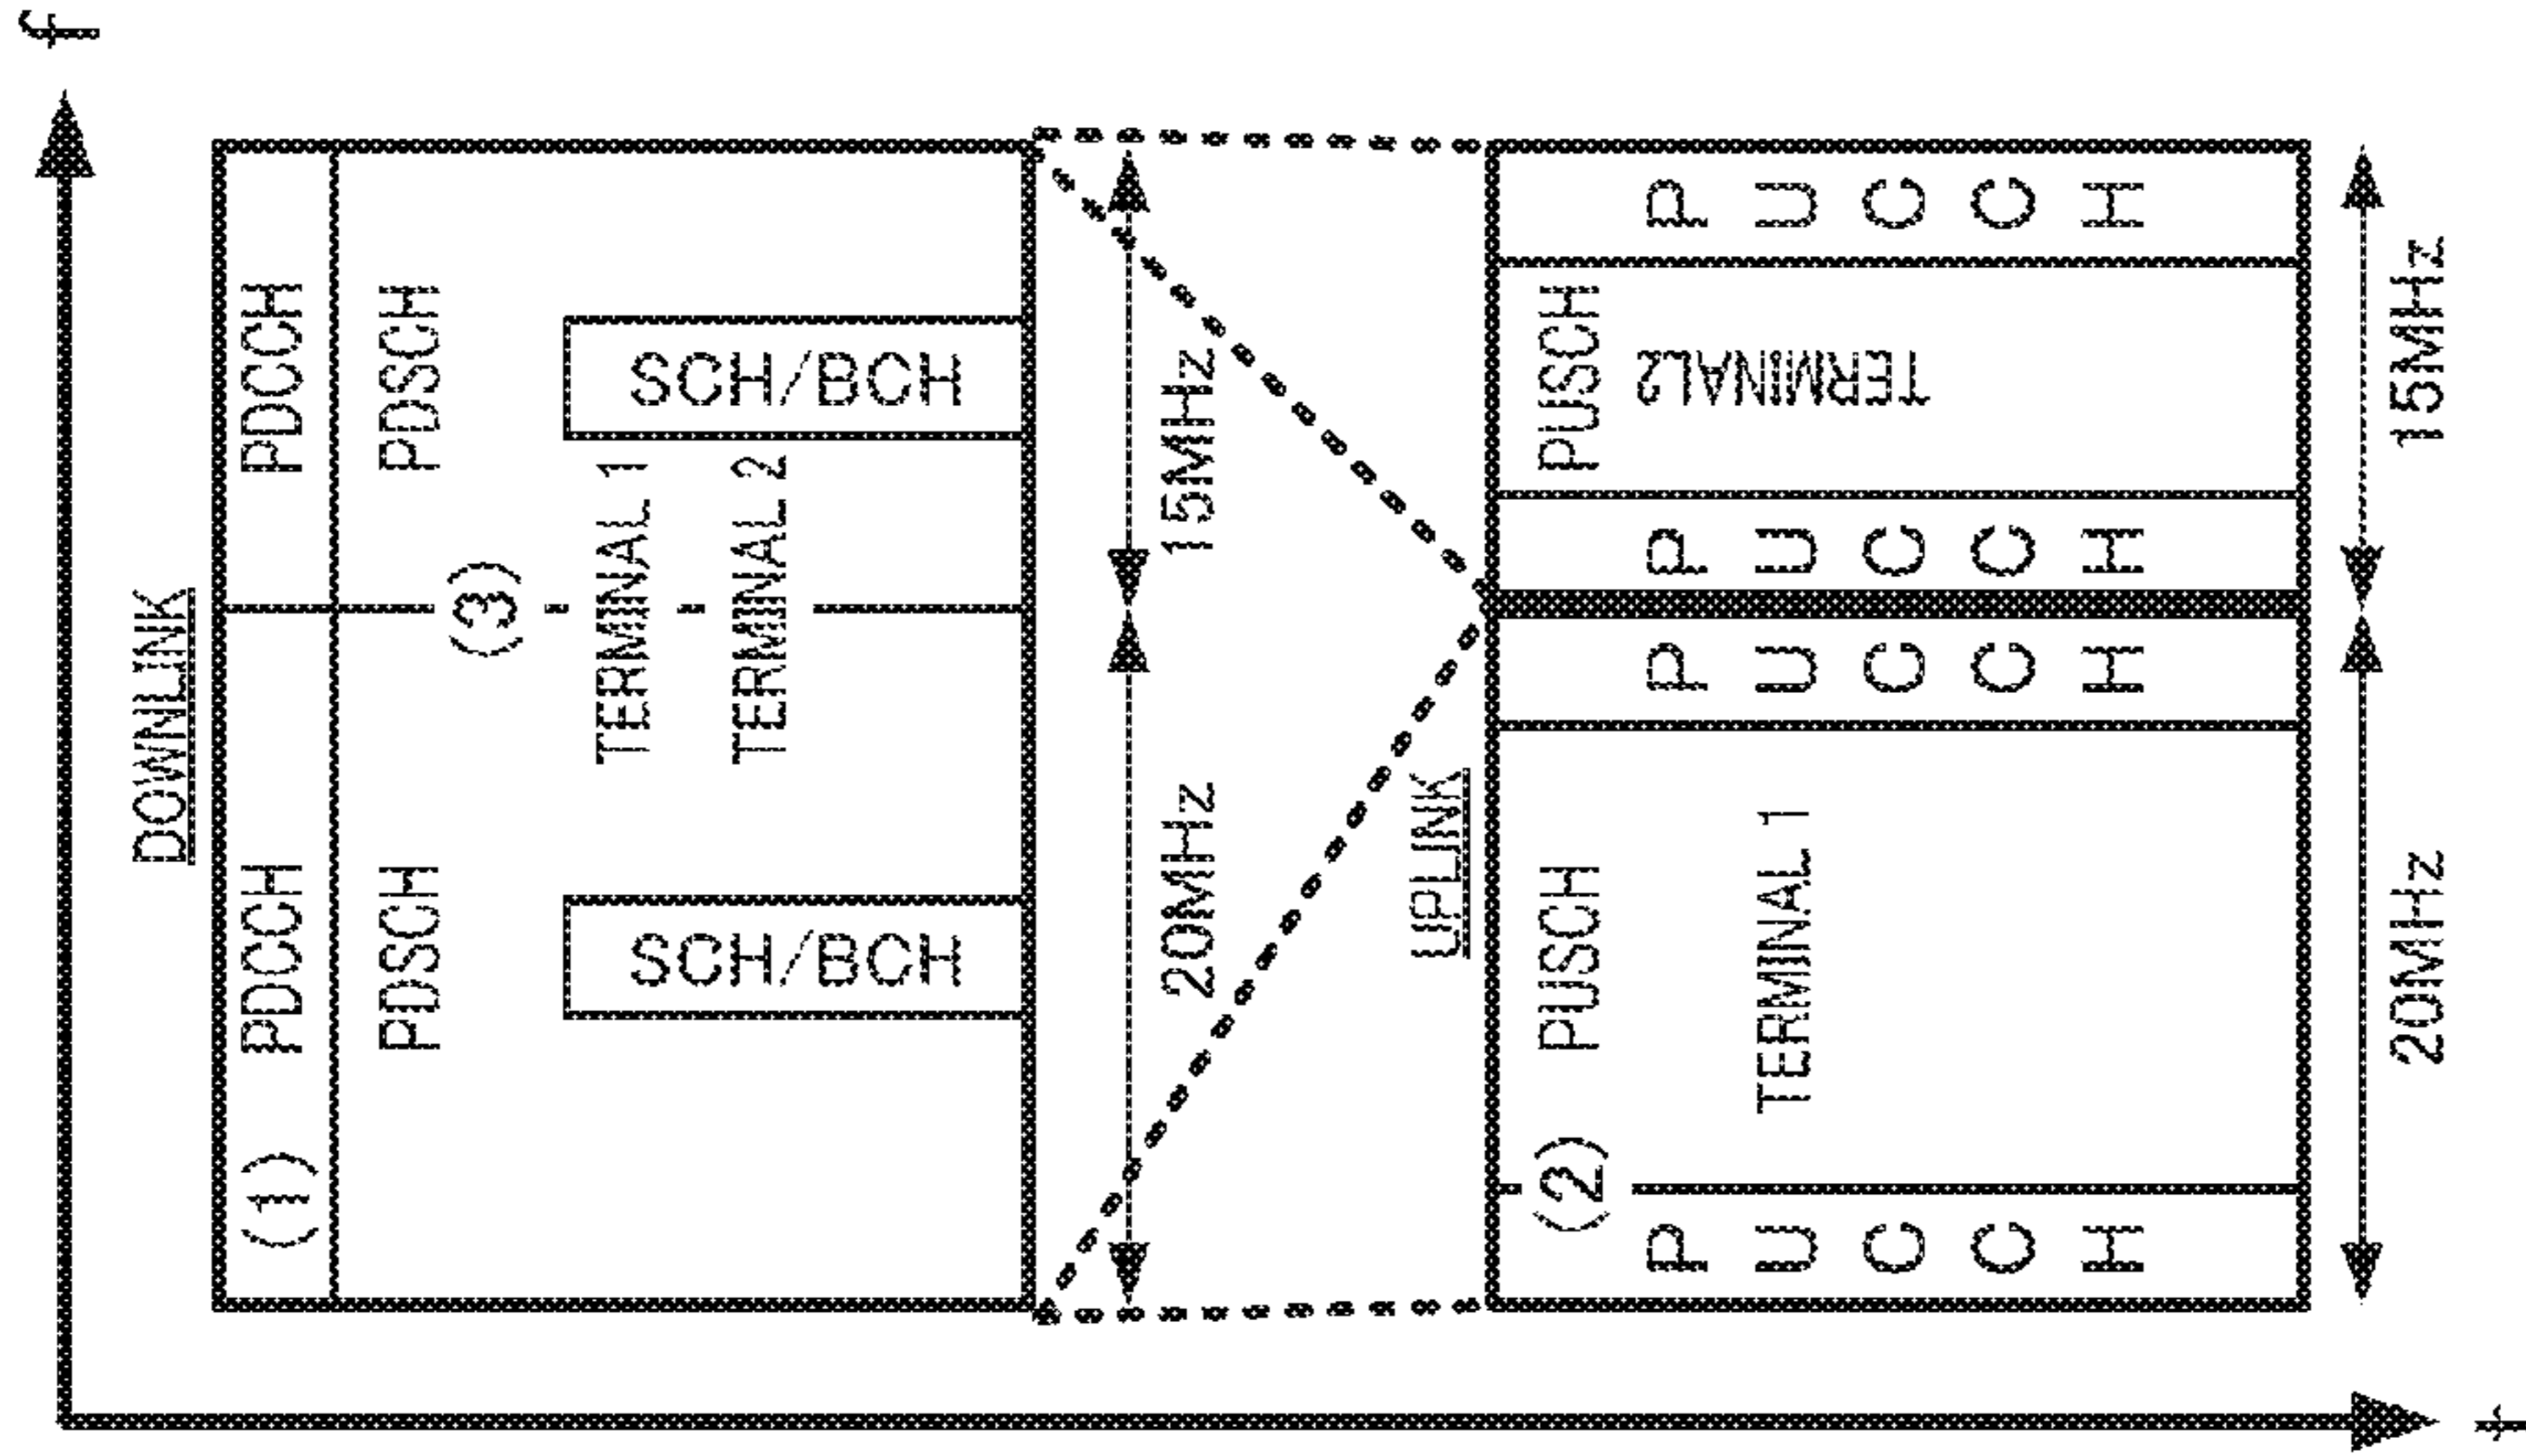 f
DOWNLINK
(1) PDCCH
PDCCH
PDSCH
PDSCH
(3)
TERMINAL 1
TERMINAL 2
SCH/BCH
SCH/BCH
20MHz
15MHz
UPLINK
(2) PUSCH
PUSCH
PUCCH
TERMINAL 1
PUCCH
PUCCH
TERMINAL2
PUCCH
20MHz
15MHz
t